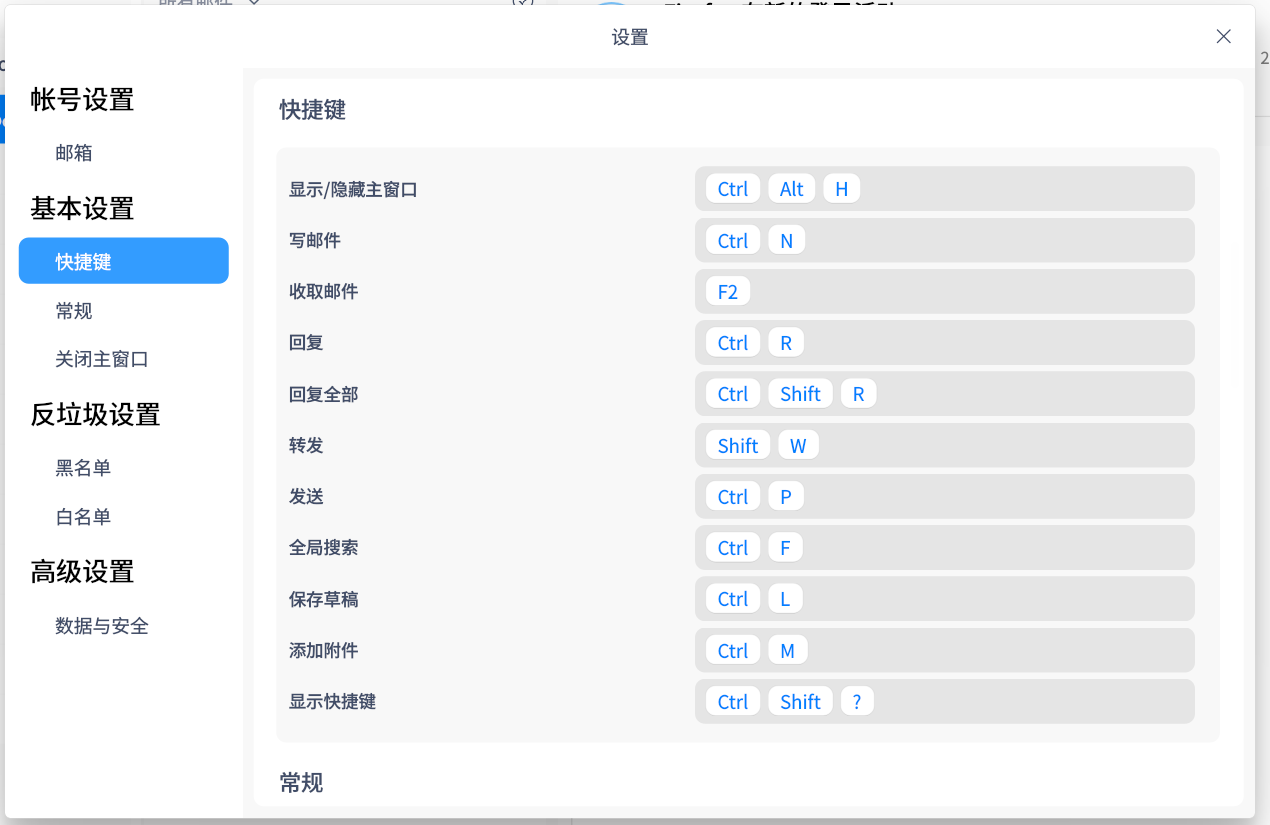 设置
帐号设置
邮箱
基本设置
快捷键
常规
关闭主窗口
反垃圾设置
黑名单
白名单
高级设置
数据与安全
快捷键
显示/隐藏主窗口 Ctrl Alt H
写邮件 Ctrl N
收取邮件 F2
回复 Ctrl R
回复全部 Ctrl Shift R
转发 Shift W
发送 Ctrl P
全局搜索 Ctrl F
保存草稿 Ctrl L
添加附件 Ctrl M
显示快捷键 Ctrl Shift ?
常规